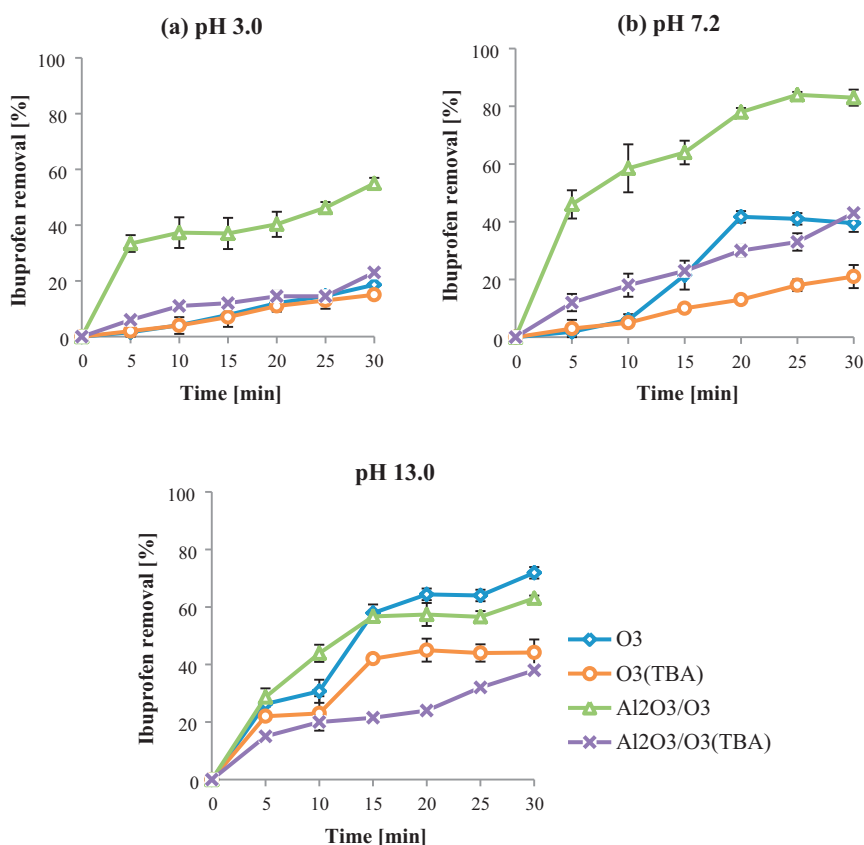 (a) pH 3.0
Ibuprofen removal [%]
100
80
60
40
20
0
0 5 10 15 20 25 30
Time [min]
(b) pH 7.2
Ibuprofen removal [%]
100
80
60
40
20
0
0 5 10 15 20 25 30
Time [min]
pH 13.0
Ibuprofen removal [%]
100
80
60
40
20
0
0 5 10 15 20 25 30
Time [min]
O3
O3(TBA)
Al2O3/O3
Al2O3/O3(TBA)